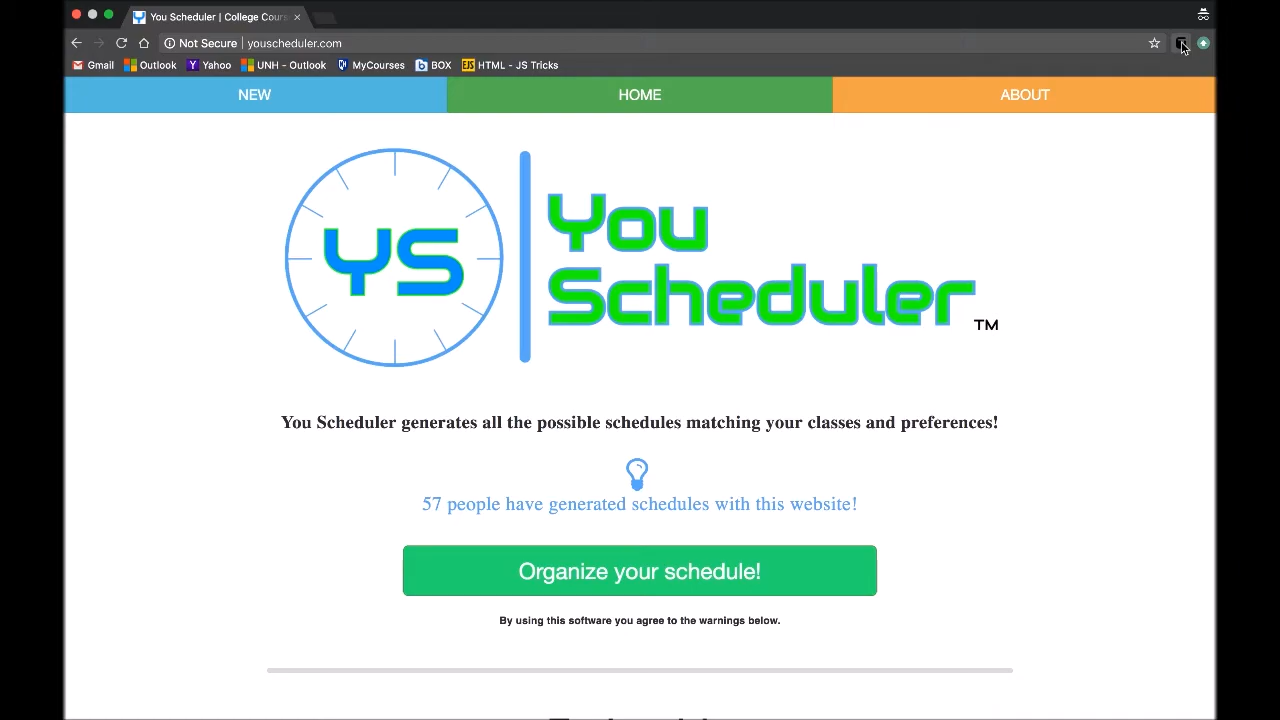 You Scheduler | College Cours
Not Secure | youscheduler.com
Gmail Outlook Yahoo UNH - Outlook MyCourses BOX EJS HTML - JS Tricks
NEW HOME ABOUT
YS
You
Scheduler
TM
You Scheduler generates all the possible schedules matching your classes and preferences!
57 people have generated schedules with this website!
Organize your schedule!
By using this software you agree to the warnings below.